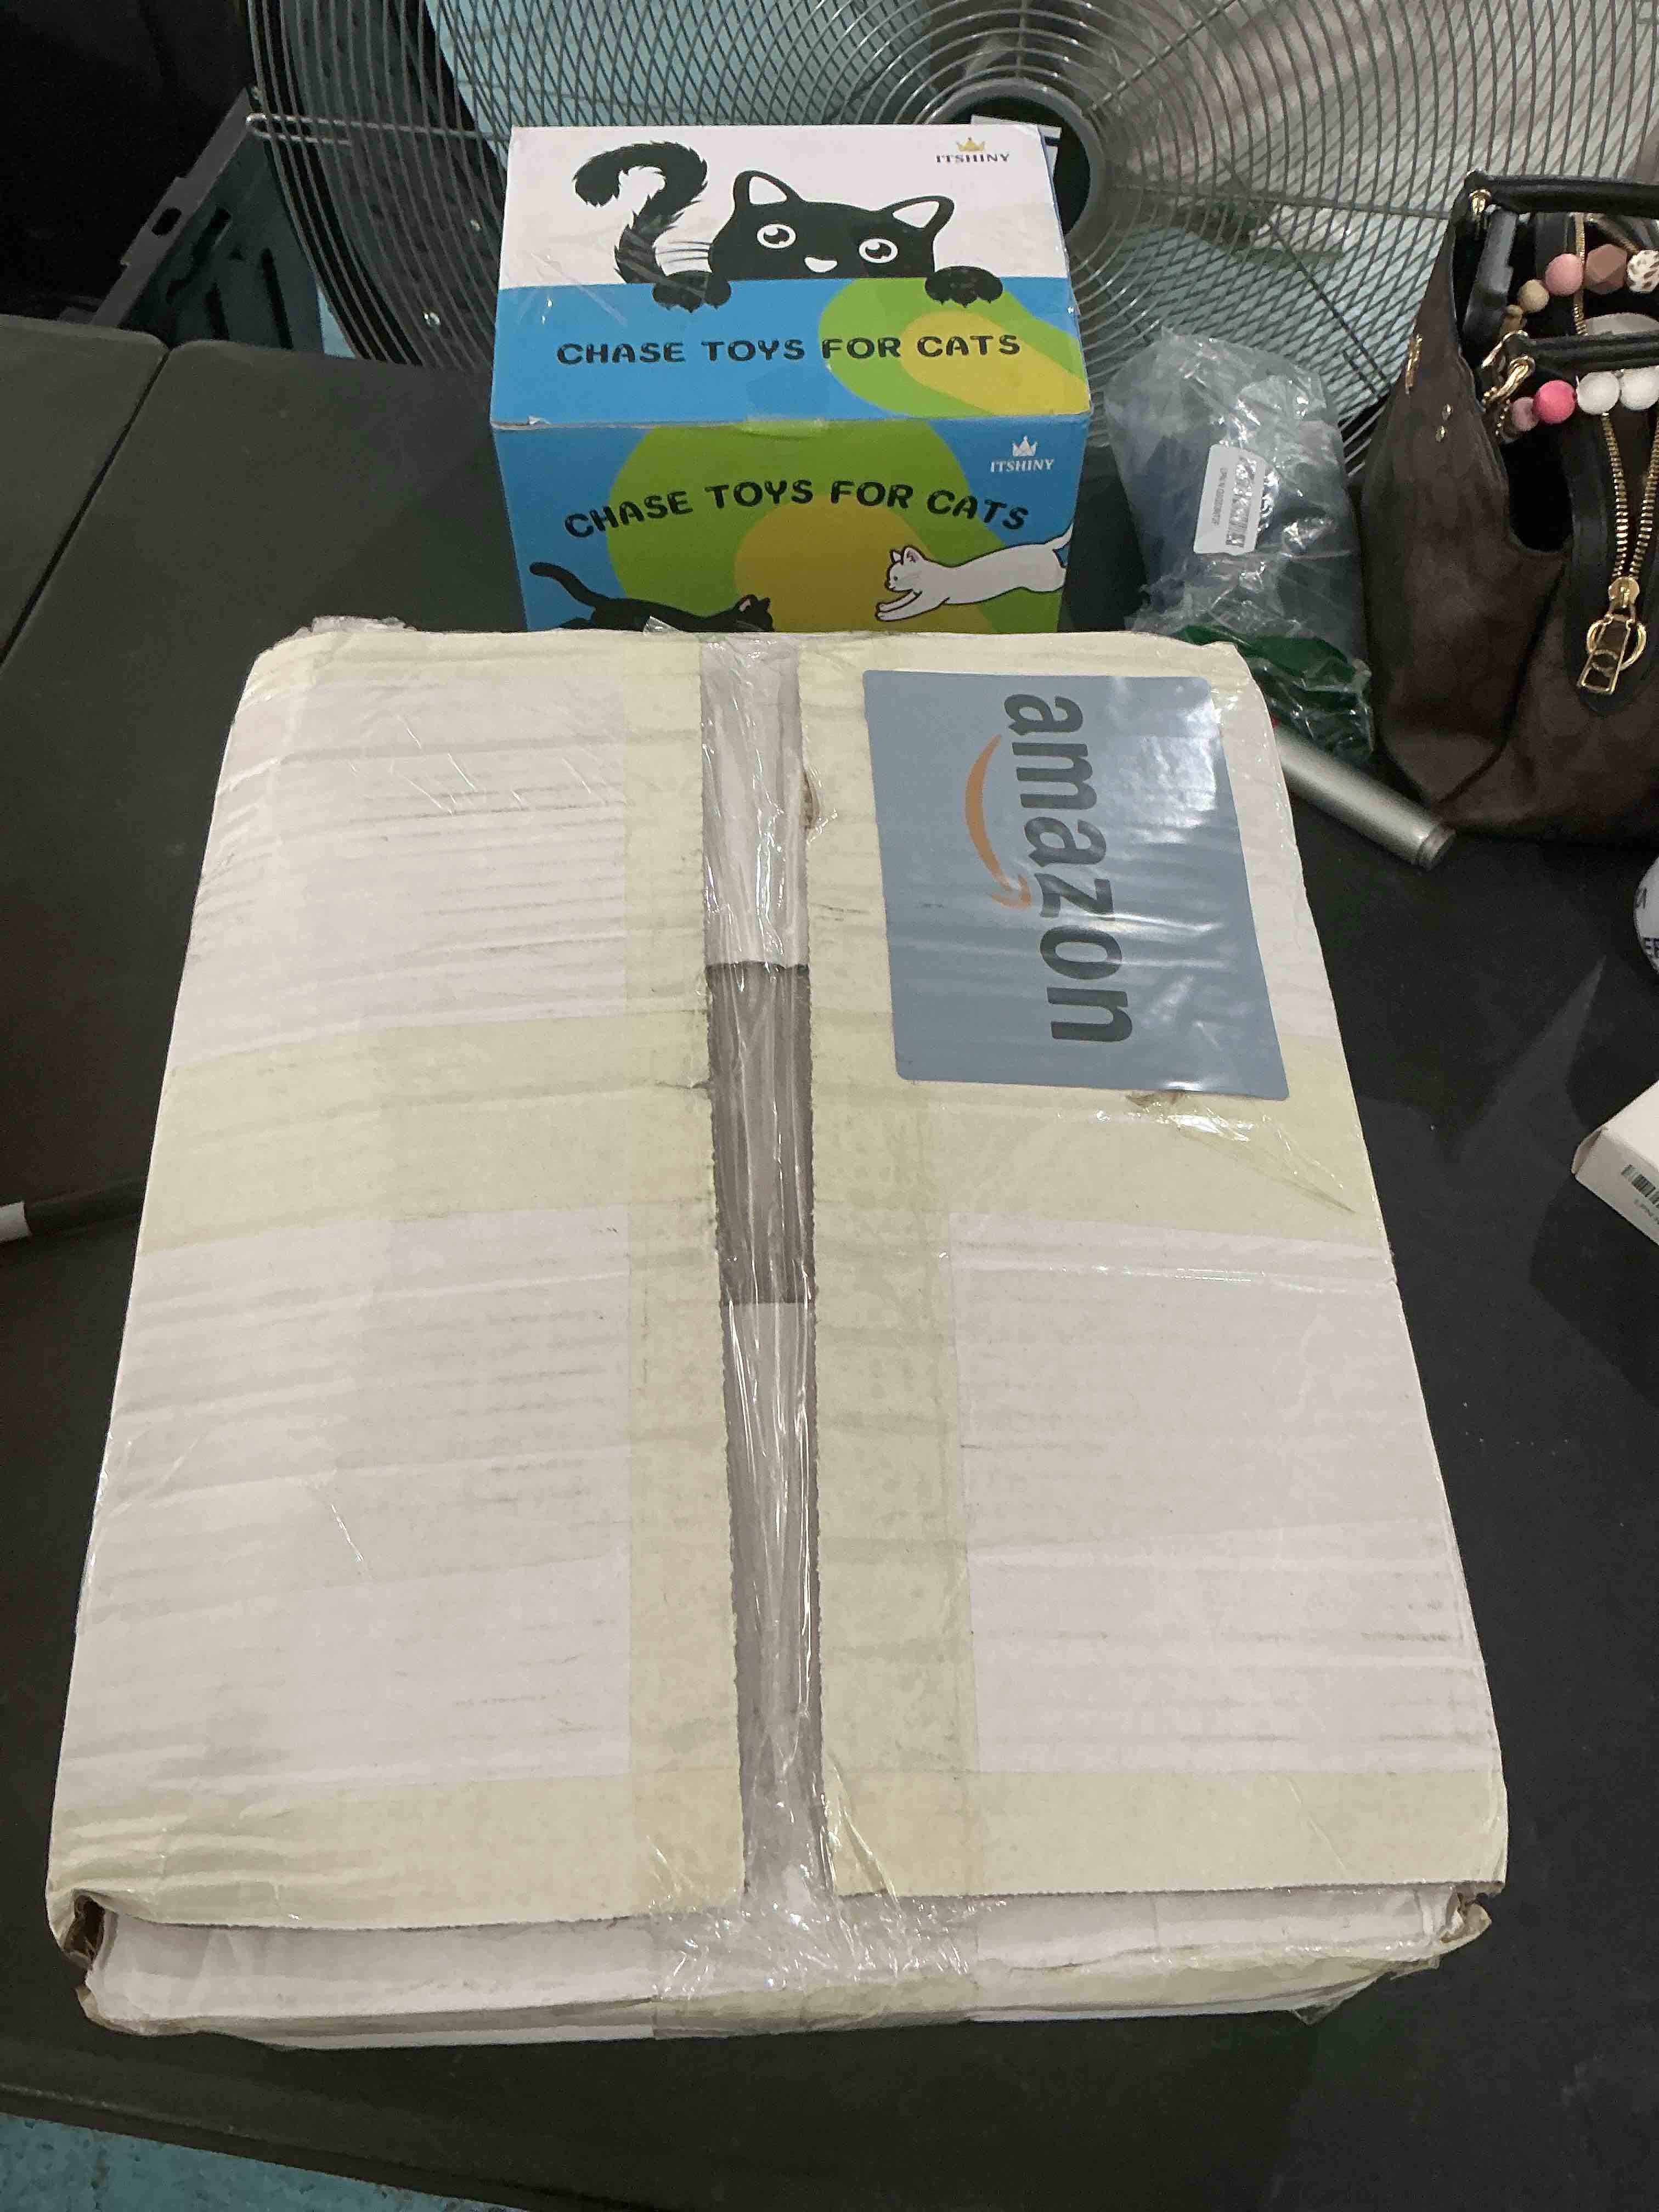 ITSHINY
CHASE TOYS FOR CATS
ITSHINY
CHASE TOYS FOR CATS
amazon